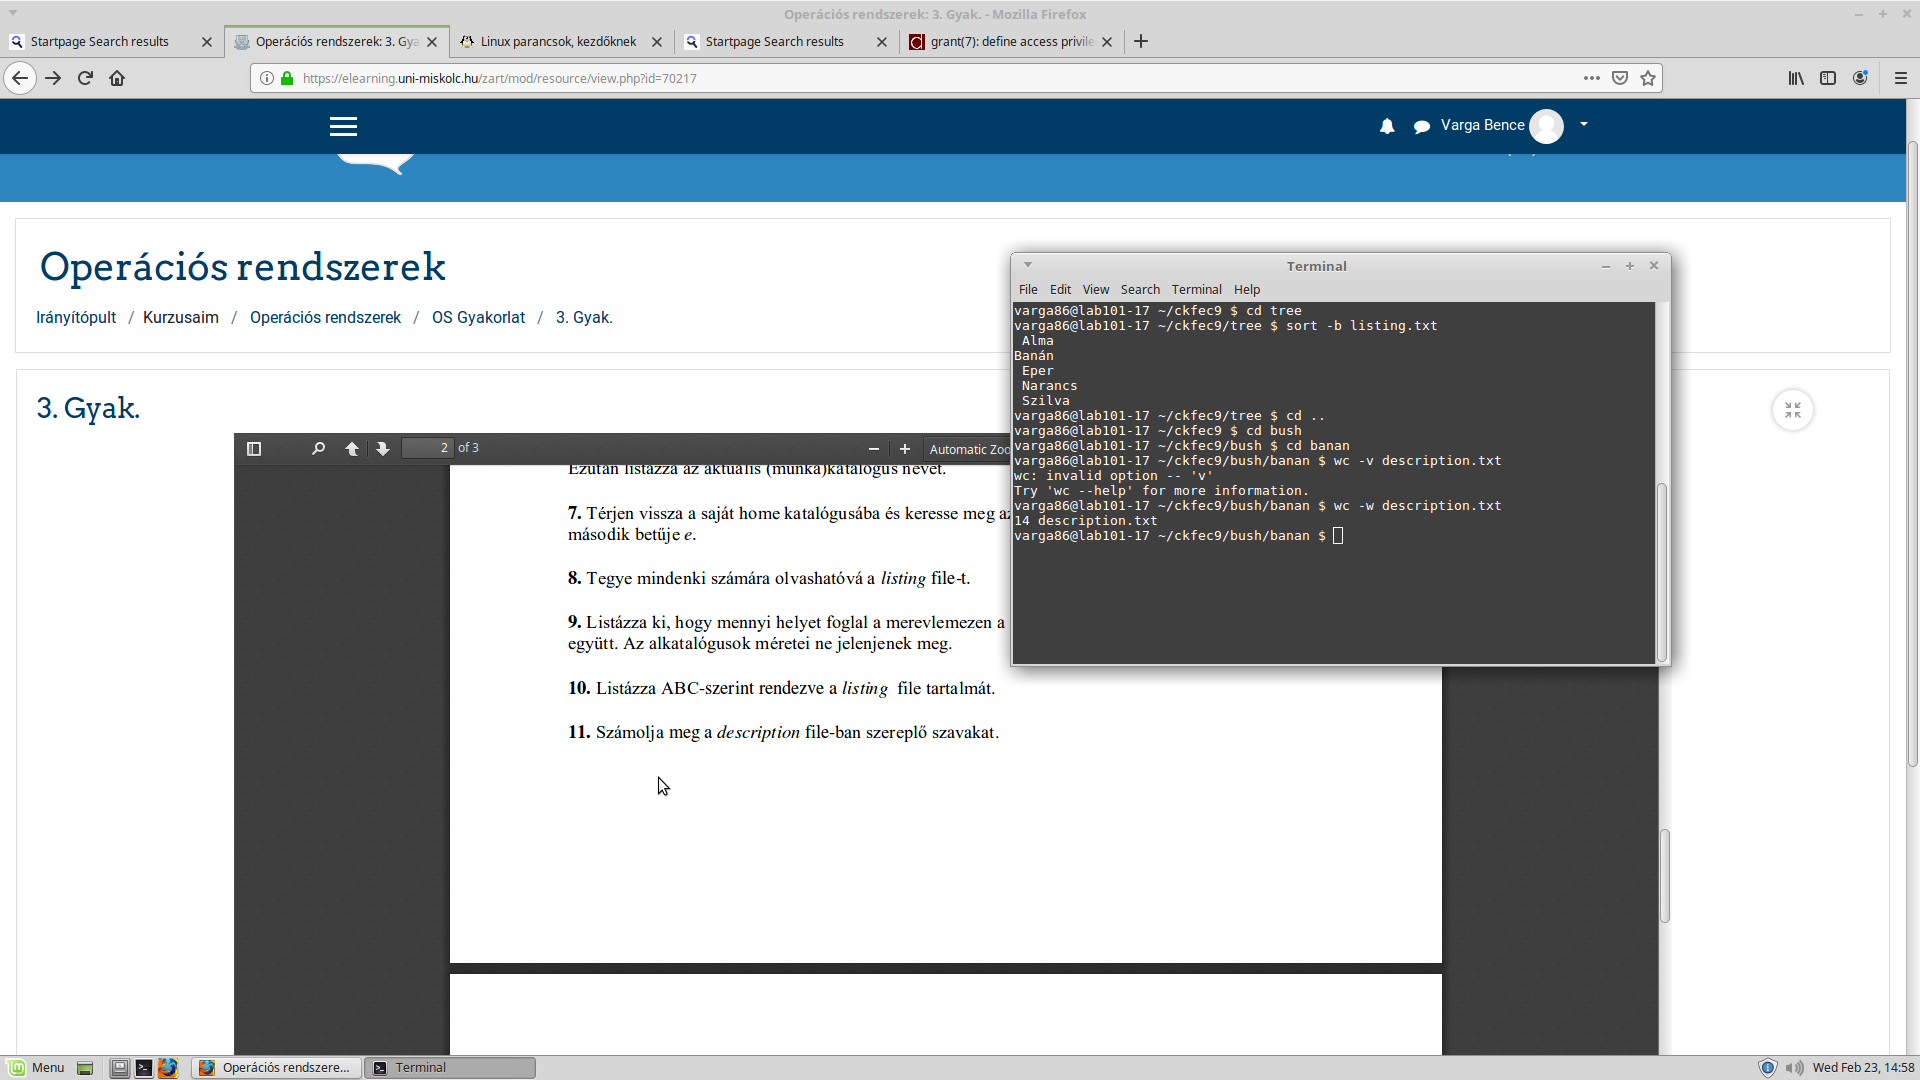 Operációs rendszerek: 3. Gyak. - Mozilla Firefox
Startpage Search results
Operációs rendszerek: 3. Gya
Linux parancsok, kezdőknek
Startpage Search results
grant(7): define access privile
https://elearning.uni-miskolc.hu/zart/mod/resource/view.php?id=70217
Varga Bence
Operációs rendszerek
Irányítópult / Kurzusaim / Operációs rendszerek / OS Gyakorlat / 3. Gyak.
3. Gyak.
2 of 3
Automatic Zoo
Ezután listázza az aktuális (munka)katalógus nevét.
7. Térjen vissza a saját home katalógusába és keresse meg az
második betűje e.
8. Tegye mindenki számára olvashatóvá a listing file-t.
9. Listázza ki, hogy mennyi helyet foglal a merevlemezen a
együtt. Az alkatalógusok méretei ne jelenjenek meg.
10. Listázza ABC-szerint rendezve a listing file tartalmát.
11. Számolja meg a description file-ban szereplő szavakat.
Terminal
File Edit View Search Terminal Help
varga86@lab101-17 ~/ckfec9 $ cd tree
varga86@lab101-17 ~/ckfec9/tree $ sort -b listing.txt
Alma
Banán
Eper
Narancs
Szilva
varga86@lab101-17 ~/ckfec9/tree $ cd ..
varga86@lab101-17 ~/ckfec9 $ cd bush
varga86@lab101-17 ~/ckfec9/bush $ cd banan
varga86@lab101-17 ~/ckfec9/bush/banan $ wc -v description.txt
wc: invalid option -- 'v'
Try 'wc --help' for more information.
varga86@lab101-17 ~/ckfec9/bush/banan $ wc -w description.txt
14 description.txt
varga86@lab101-17 ~/ckfec9/bush/banan $
Menu
Operációs rendszere...
Terminal
Wed Feb 23, 14:58